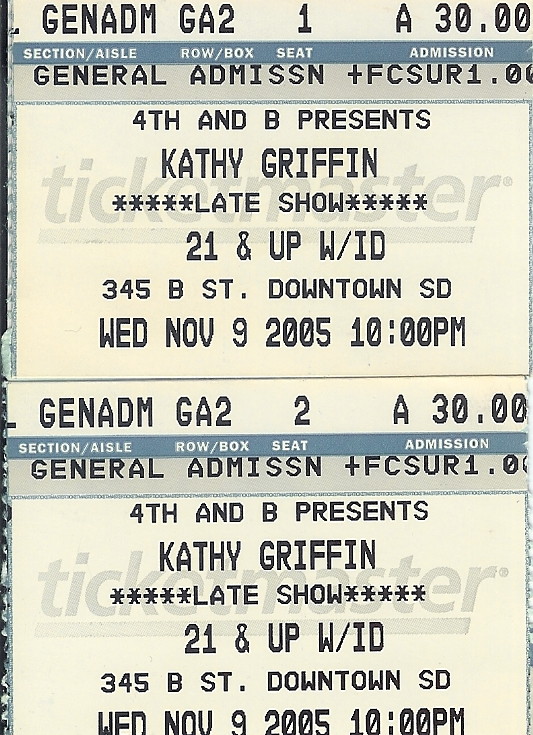 GENADM GA2 1 A 30.00
SECTION/AISLE ROW/BOX SEAT ADMISSION
GENERAL ADMISSN +FCSUR1.00
4TH AND B PRESENTS
KATHY GRIFFIN
ticketmaster®
*****LATE SHOW*****
21 & UP W/ID
345 B ST. DOWNTOWN SD
WED NOV 9 2005 10:00PM
GENADM GA2 2 A 30.00
SECTION/AISLE ROW/BOX SEAT ADMISSION
GENERAL ADMISSN +FCSUR1.00
4TH AND B PRESENTS
KATHY GRIFFIN
ticketmaster®
*****LATE SHOW*****
21 & UP W/ID
345 B ST. DOWNTOWN SD
WED NOV 9 2005 10:00PM